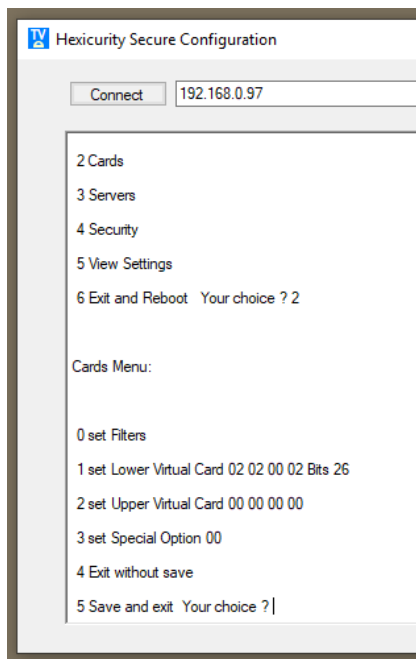 TV
Hexicurity Secure Configuration
Connect 192.168.0.97
2 Cards
3 Servers
4 Security
5 View Settings
6 Exit and Reboot Your choice ? 2
Cards Menu:
0 set Filters
1 set Lower Virtual Card 02 02 00 02 Bits 26
2 set Upper Virtual Card 00 00 00 00
3 set Special Option 00
4 Exit without save
5 Save and exit Your choice ?